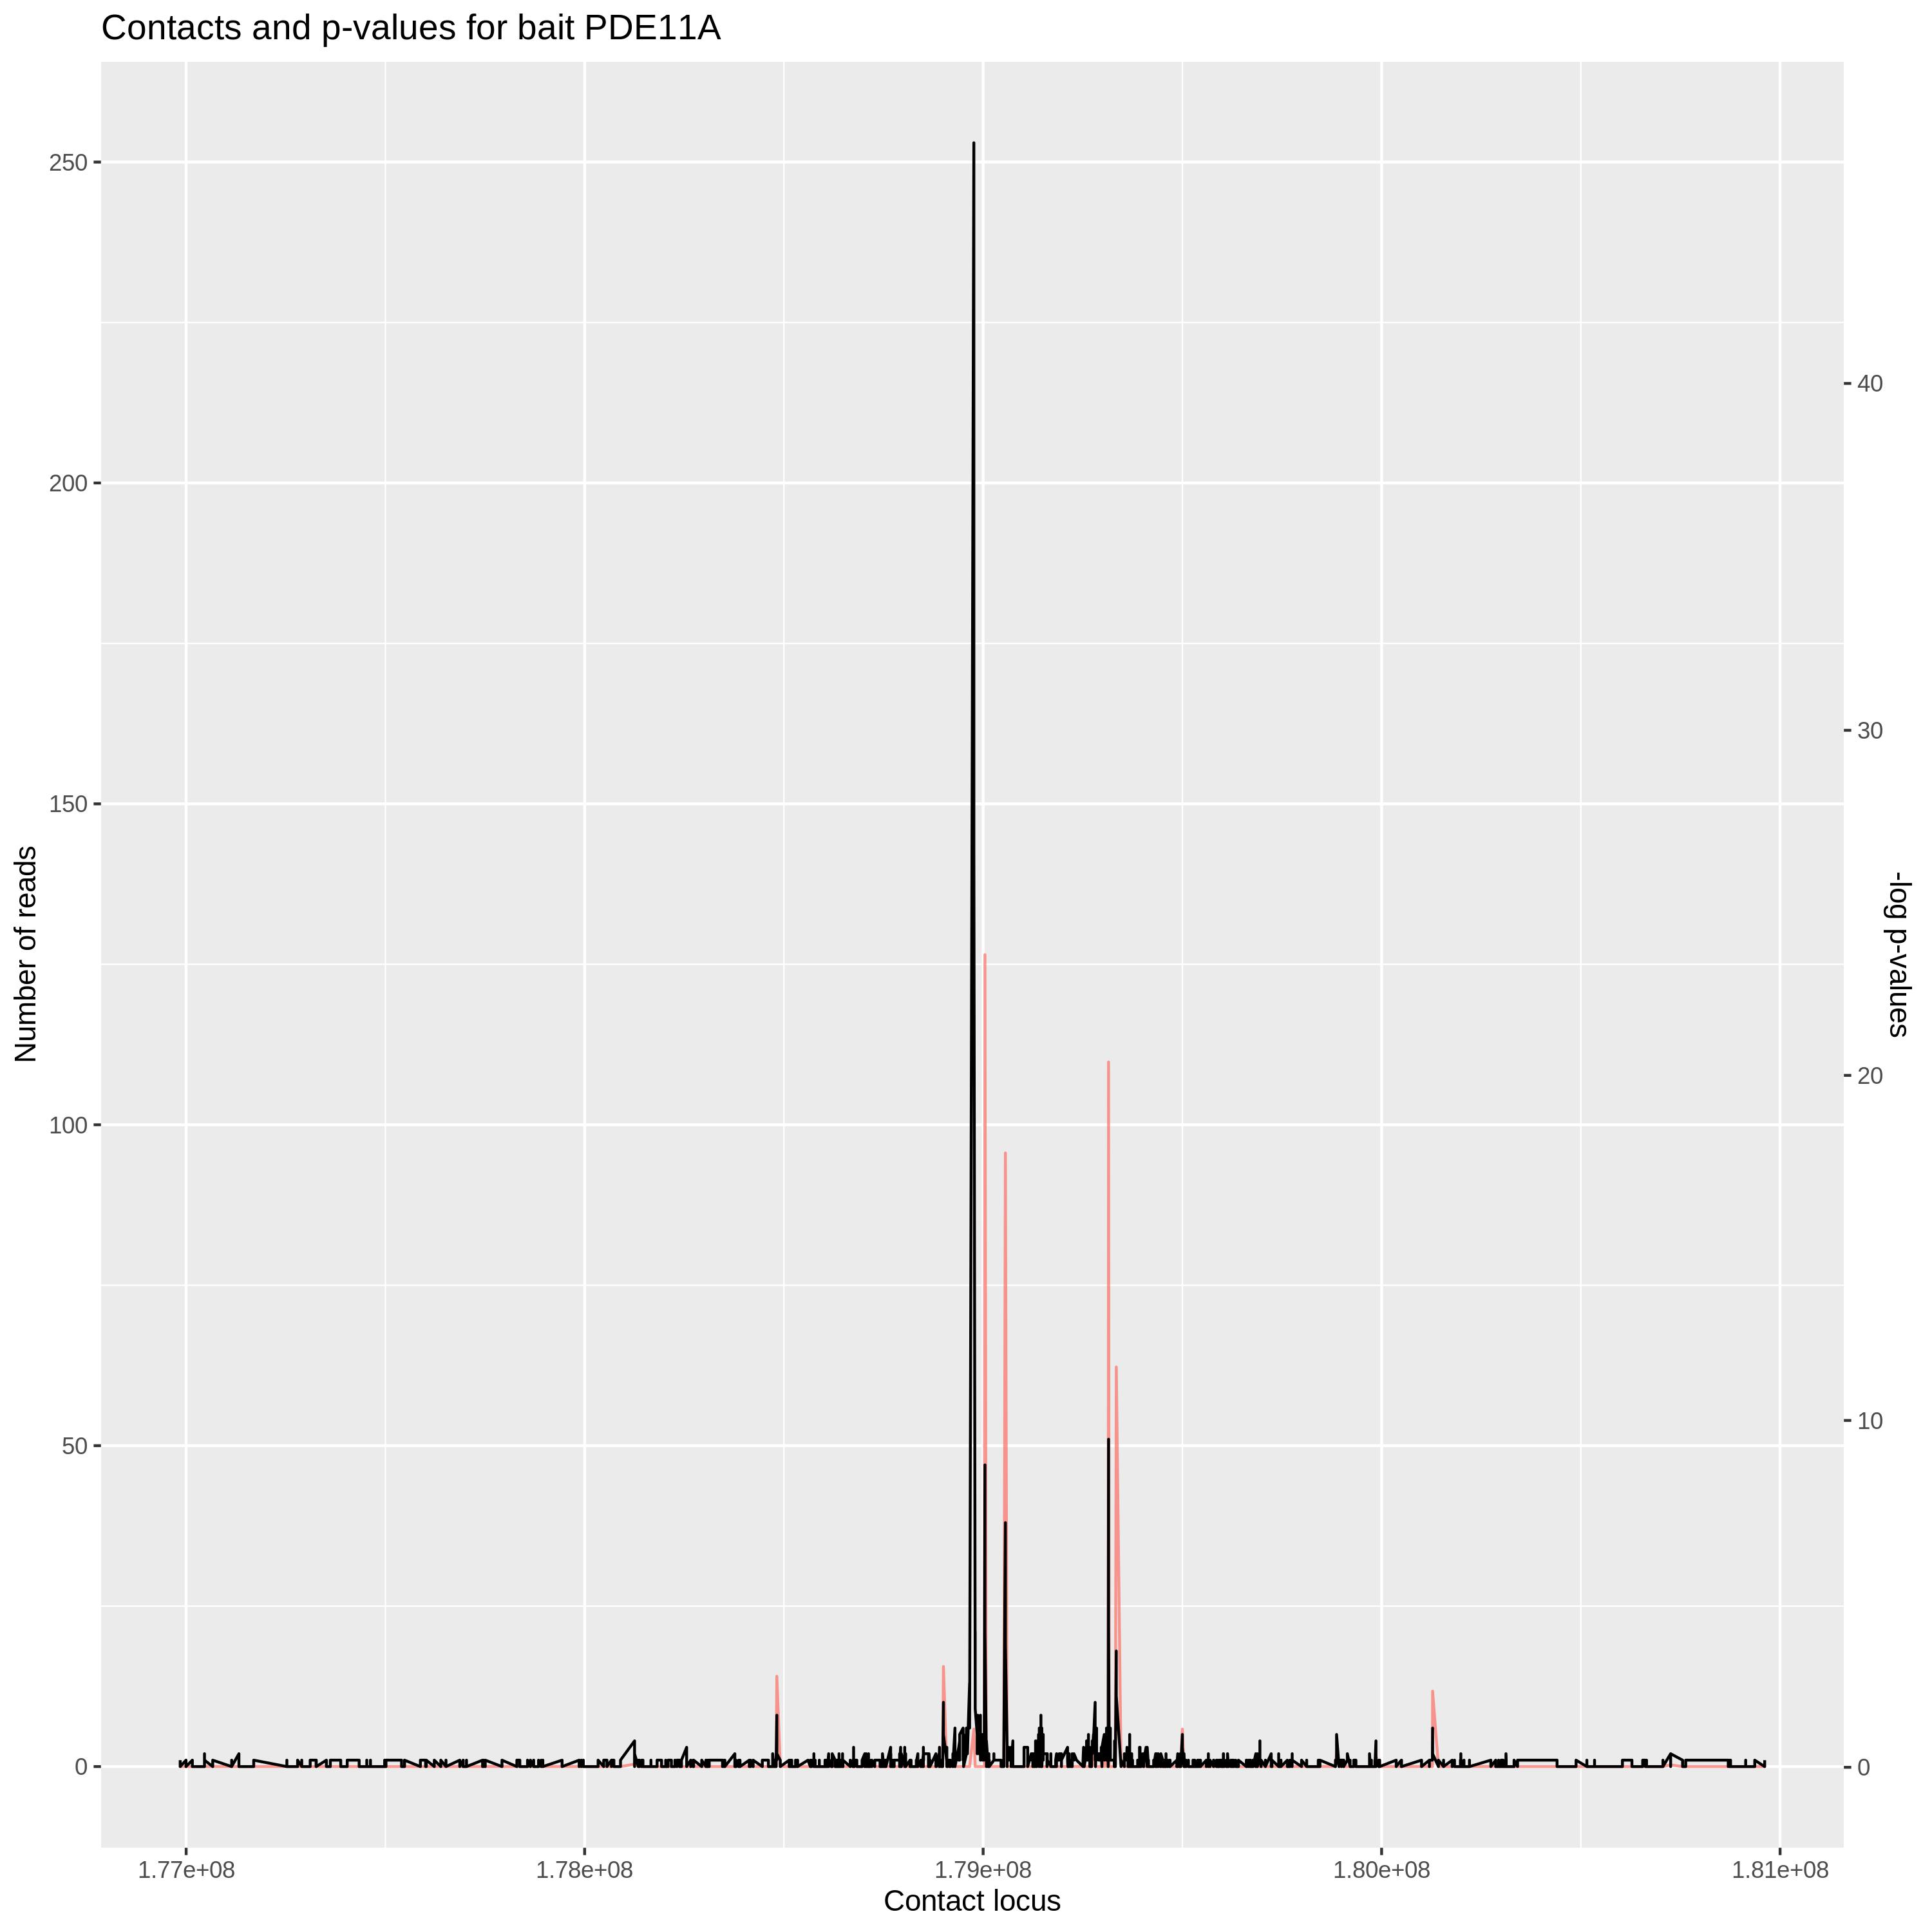 Contacts and p-values for bait PDE11A
250
200
150
100
50
0
Number of reads
40
30
20
10
0
-log p-values
1.77e+08 1.78e+08 1.79e+08 1.80e+08 1.81e+08
Contact locus